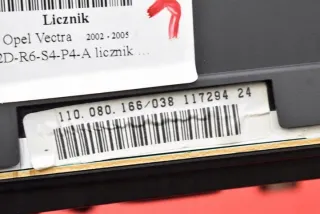 Licznik
Opel Vectra 2002 - 2005
2D-R6-S4-P4-A licznik ...
110.080.166/038 117294 24